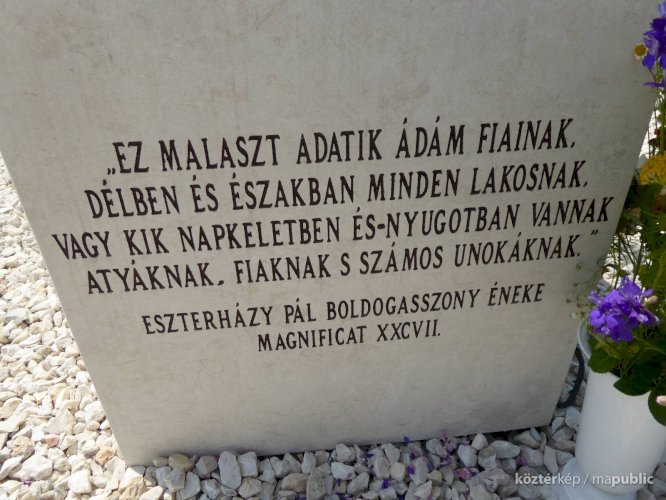 „EZ MALASZT ADATIK ÁDÁM FIAINAK,
DÉLBEN ÉS ÉSZAKBAN MINDEN LAKOSNAK,
VAGY KIK NAPKELETBEN ÉS-NYUGOTBAN VANNAK
ATYÁKNAK, FIAKNAK S SZÁMOS UNOKÁKNAK."
ESZTERHÁZY PÁL BOLDOGASSZONY ÉNEKE
MAGNIFICAT XXCVII.
köztérkép / mapublic